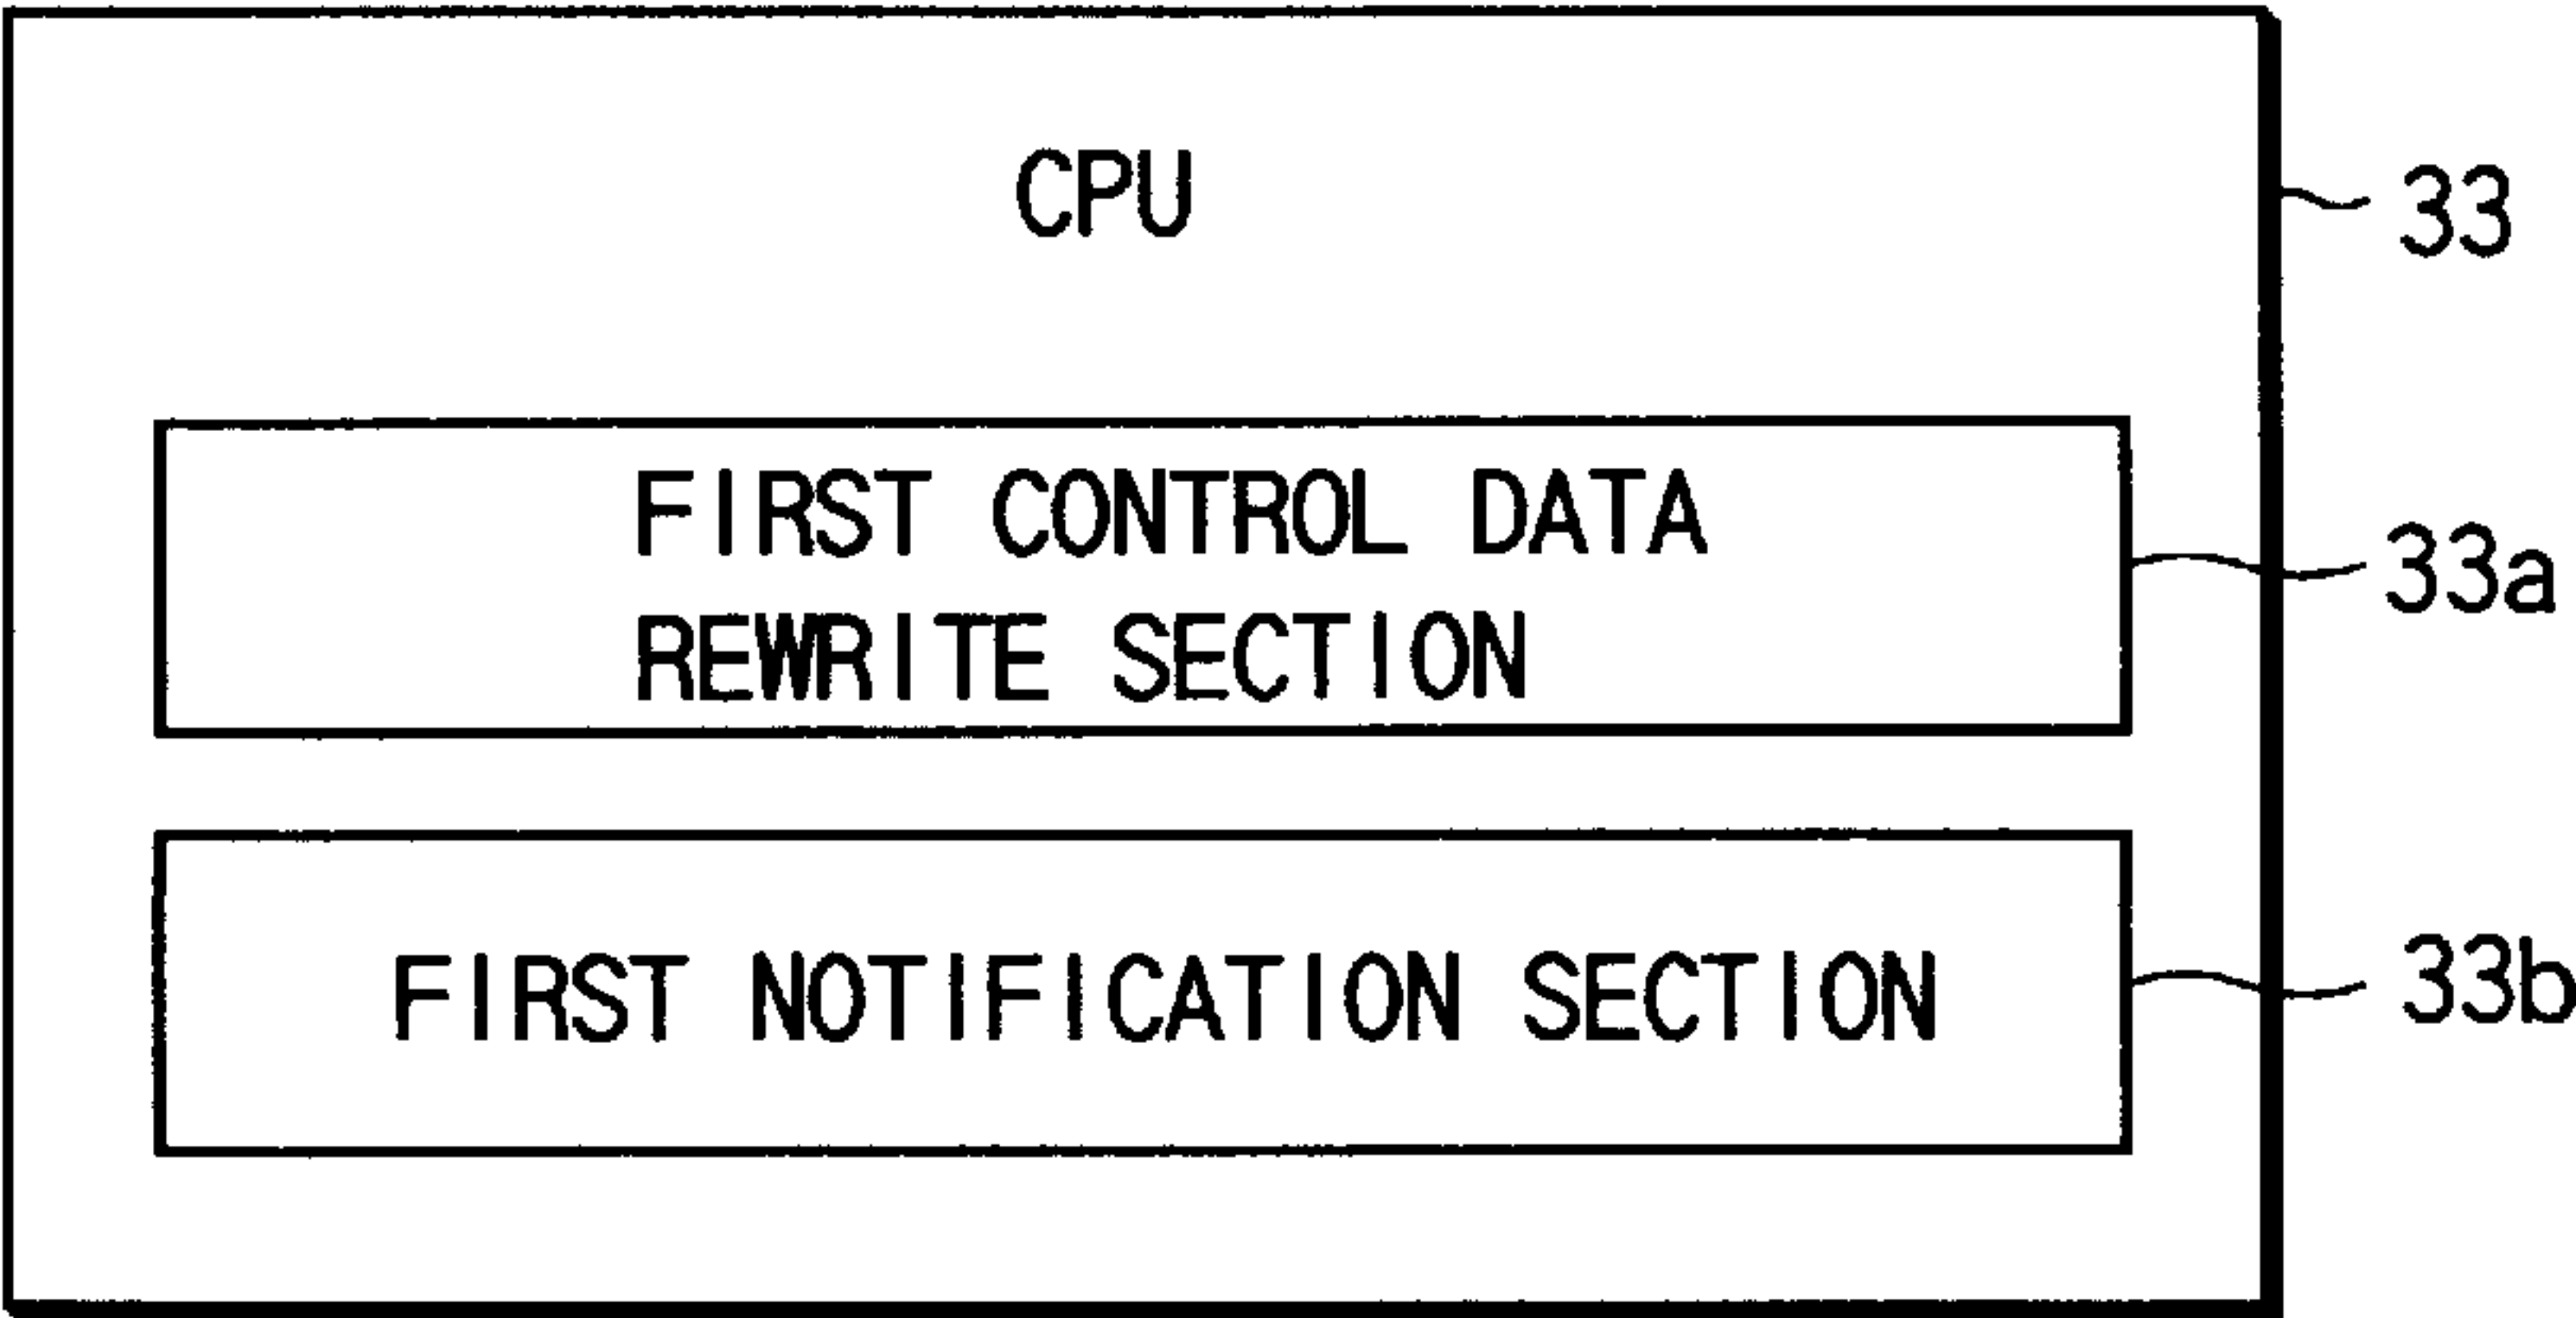 CPU
33
FIRST CONTROL DATA
REWRITE SECTION
33a
FIRST NOTIFICATION SECTION
33b